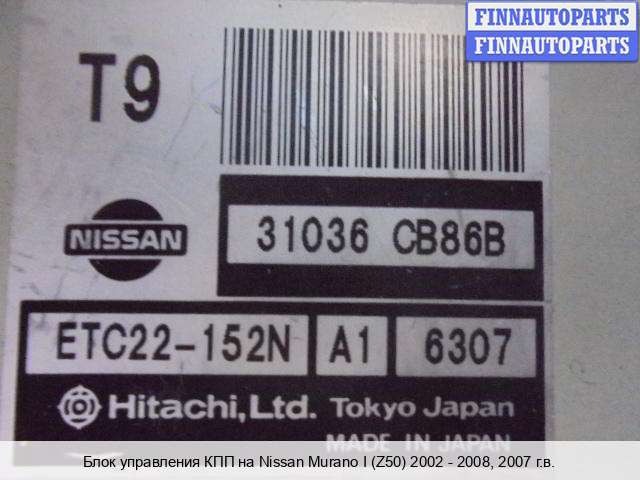 FINNAUTOPARTS
FINNAUTOPARTS
T9
NISSAN
31036 CB86B
ETC22-152N A1 6307
Hitachi, Ltd. Tokyo Japan
MADE IN JAPAN
Блок управления КПП на Nissan Murano I (Z50) 2002 - 2008, 2007 г.в.